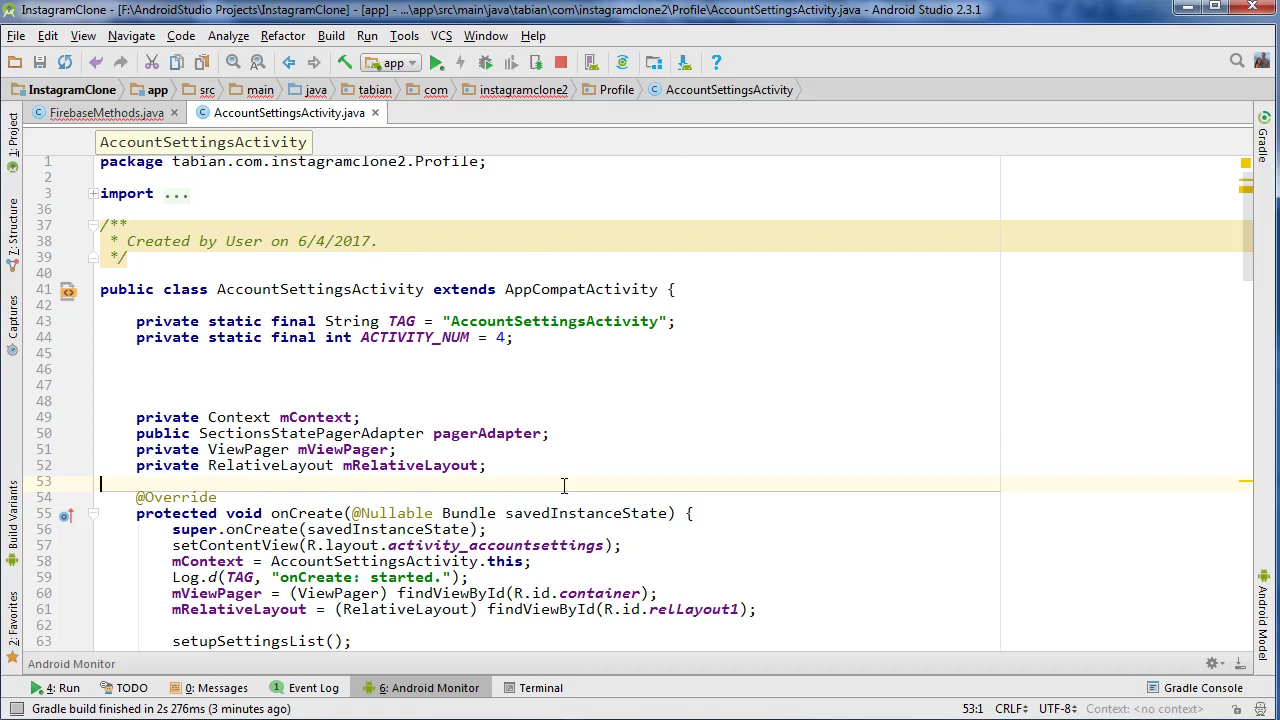 InstagramClone - [F:\AndroidStudio Projects\InstagramClone] - [app] - ...\app\src\main\java\tabian\com\instagramclone2\Profile\AccountSettingsActivity.java - Android Studio 2.3.1
File Edit View Navigate Code Analyze Refactor Build Run Tools VCS Window Help
app
InstagramClone app src main java tabian com instagramclone2 Profile AccountSettingsActivity
FirebaseMethods.java AccountSettingsActivity.java
AccountSettingsActivity
1 package tabian.com.instagramclone2.Profile;
2
3 import ...
36
37 /**
38 * Created by User on 6/4/2017.
39 */
40
41 public class AccountSettingsActivity extends AppCompatActivity {
42
43 private static final String TAG = "AccountSettingsActivity";
44 private static final int ACTIVITY_NUM = 4;
45
46
47
48
49 private Context mContext;
50 public SectionsStatePagerAdapter pagerAdapter;
51 private ViewPager mViewPager;
52 private RelativeLayout mRelativeLayout;
53
54 @Override
55 protected void onCreate(@Nullable Bundle savedInstanceState) {
56 super.onCreate(savedInstanceState);
57 setContentView(R.layout.activity_accountsettings);
58 mContext = AccountSettingsActivity.this;
59 Log.d(TAG, "onCreate: started.");
60 mViewPager = (ViewPager) findViewById(R.id.container);
61 mRelativeLayout = (RelativeLayout) findViewById(R.id.relLayout1);
62
63 setupSettingsList();
1: Project
7: Structure
Captures
Build Variants
2: Favorites
Gradle
Android Model
Android Monitor
4: Run TODO 0: Messages 1 Event Log 6: Android Monitor Terminal Gradle Console
Gradle build finished in 2s 276ms (3 minutes ago) 53:1 CRLF UTF-8 Context: <no context>